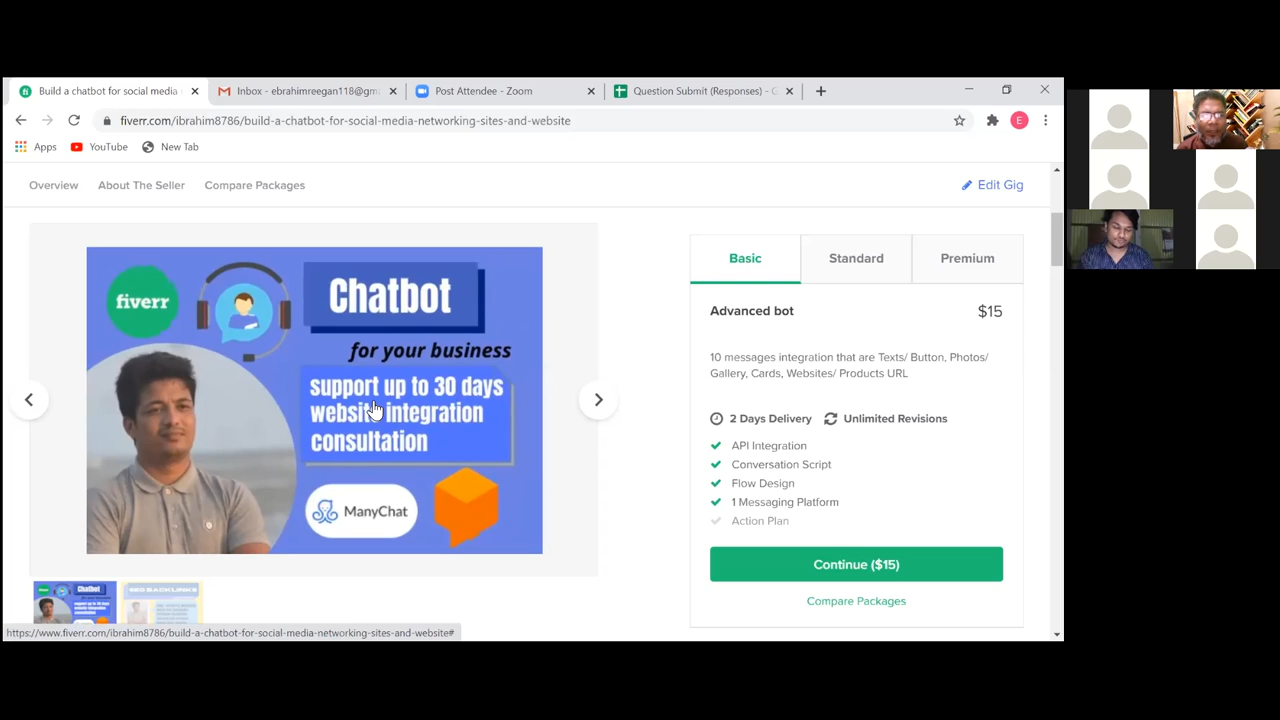 Build a chatbot for social media
Inbox - ebrahimreegan118@gm
Post Attendee - Zoom
Question Submit (Responses) - G
fiverr.com/ibrahim8786/build-a-chatbot-for-social-media-networking-sites-and-website
E
Apps
YouTube
New Tab
Overview
About The Seller
Compare Packages
Edit Gig
fiverr
Chatbot
for your business
support up to 30 days
website integration
consultation
ManyChat
Basic
Standard
Premium
Advanced bot
$15
10 messages integration that are Texts/ Button, Photos/
Gallery, Cards, Websites/ Products URL
2 Days Delivery
Unlimited Revisions
API Integration
Conversation Script
Flow Design
1 Messaging Platform
Action Plan
Continue ($15)
Compare Packages
Chatbot
SEO BACKLINKS
https://www.fiverr.com/ibrahim8786/build-a-chatbot-for-social-media-networking-sites-and-website#